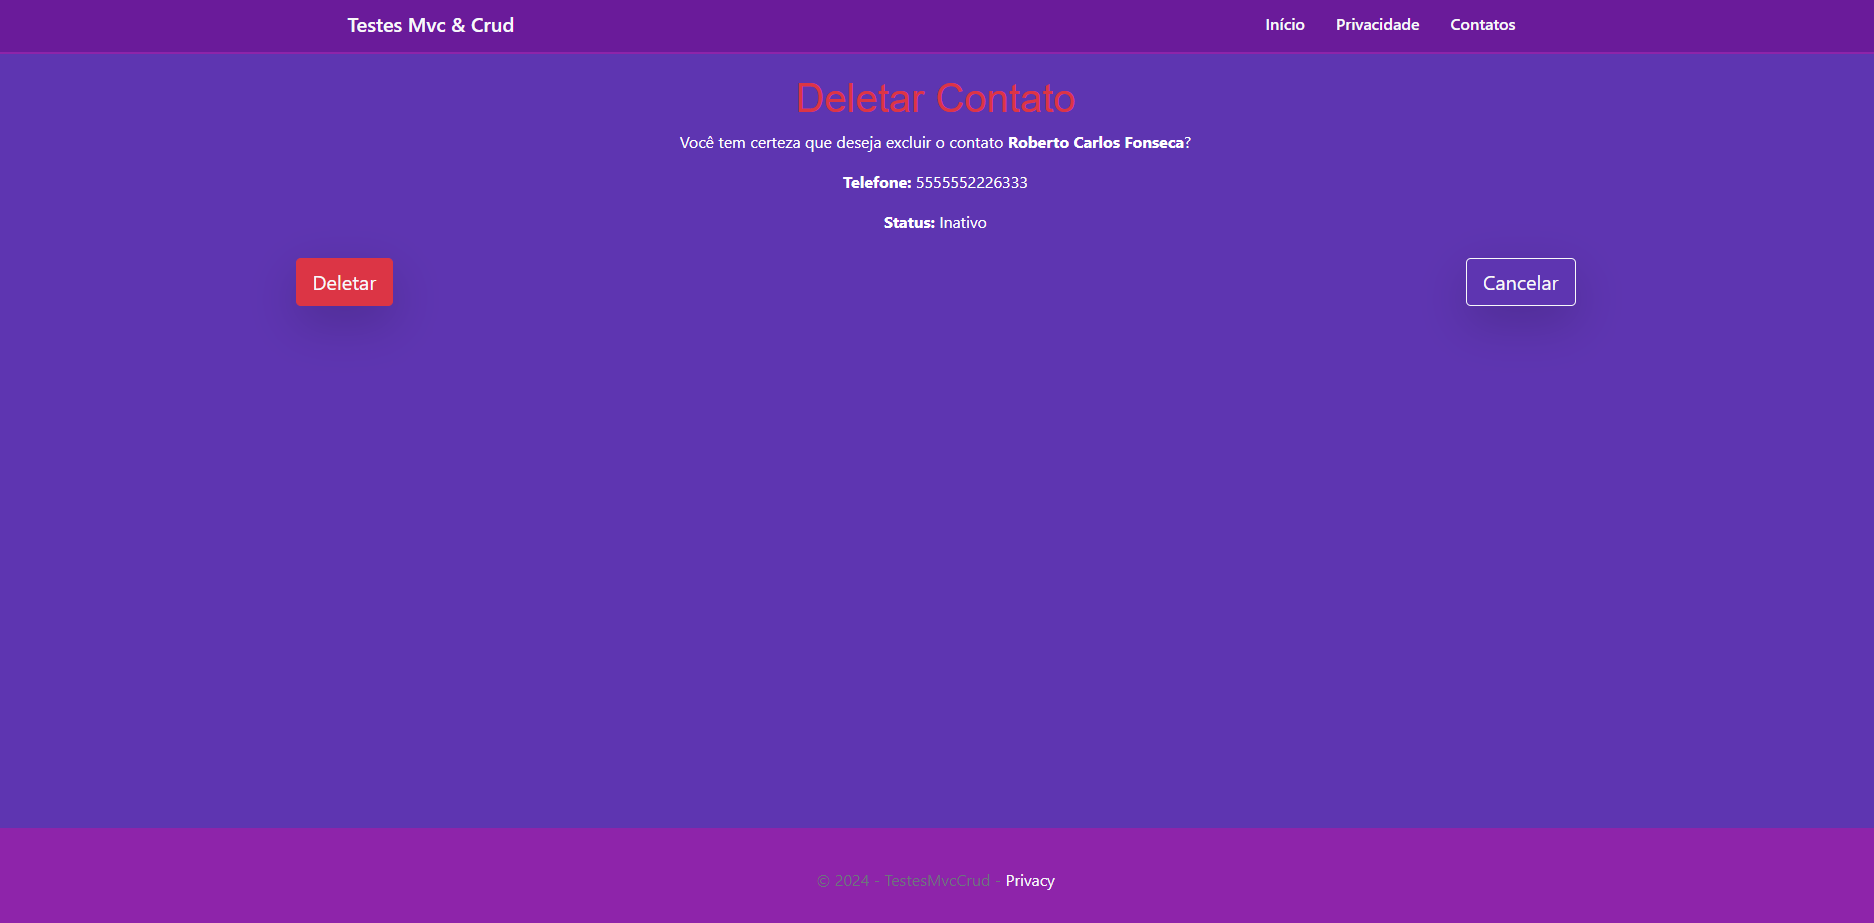 Testes Mvc & Crud
Início Privacidade Contatos
Deletar Contato
Você tem certeza que deseja excluir o contato Roberto Carlos Fonseca?
Telefone: 5555552226333
Status: Inativo
Deletar
Cancelar
© 2024 - TestesMvcCrud - Privacy